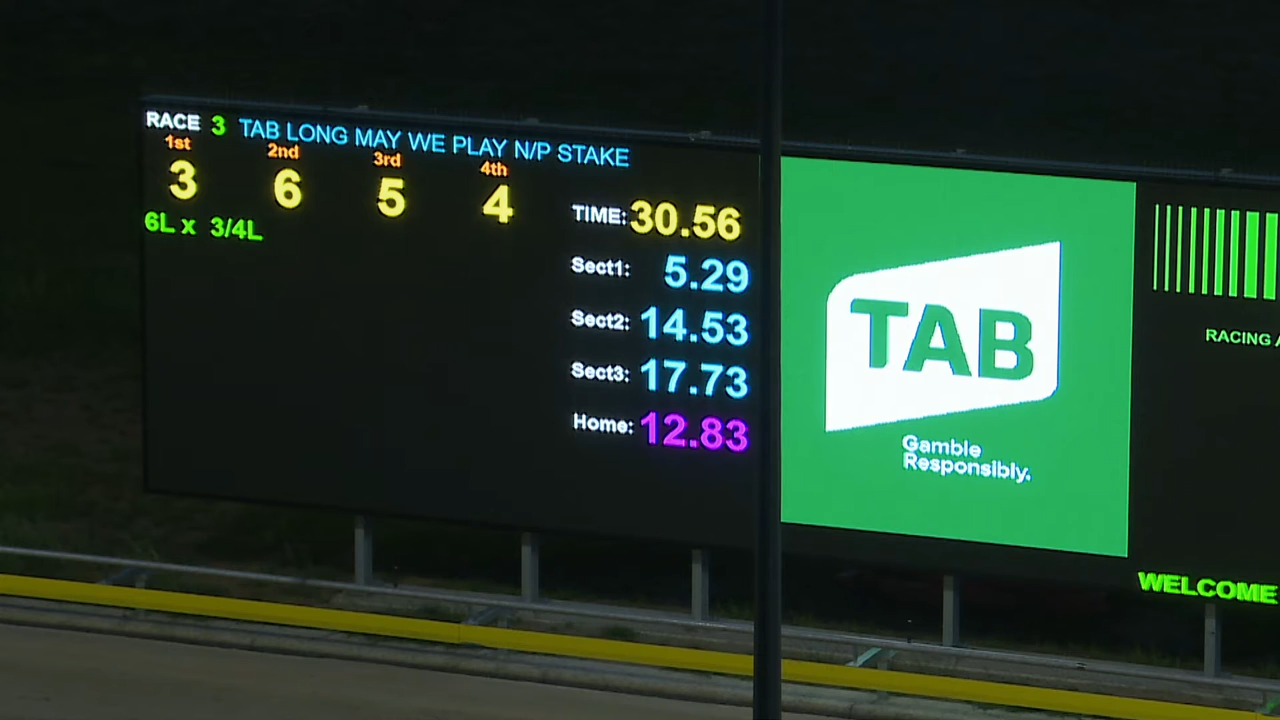 RACE 3 TAB LONG MAY WE PLAY N/P STAKE
1st 2nd 3rd 4th
3 6 5 4
6L x 3/4L
TIME: 30.56
Sect1: 5.29
Sect2: 14.53
Sect3: 17.73
Home: 12.83
TAB
Gamble
Responsibly.
RACING
WELCOME